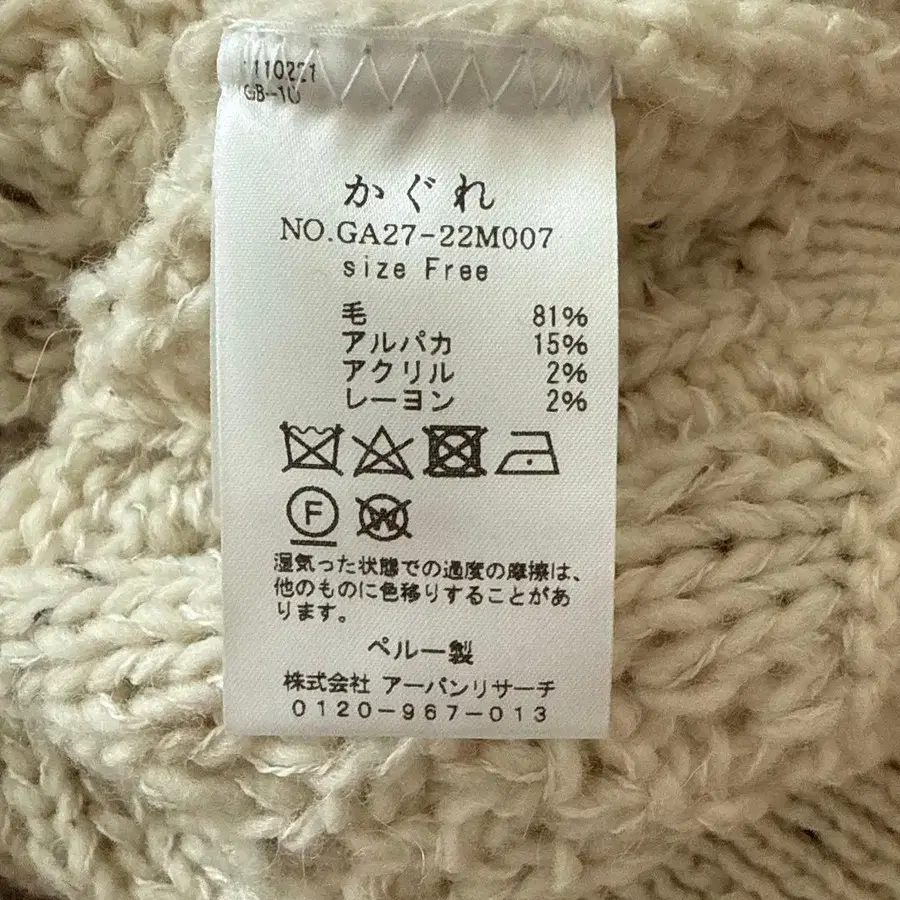 110221
GB-10
かぐれ
NO.GA27-22M007
size Free
毛 81%
アルパカ 15%
アクリル 2%
レーヨン 2%
F W
湿気った状態での過度の摩擦は、
他のものに色移りすることがあ
ります。
ペルー製
株式会社 アーバンリサーチ
0120-967-013